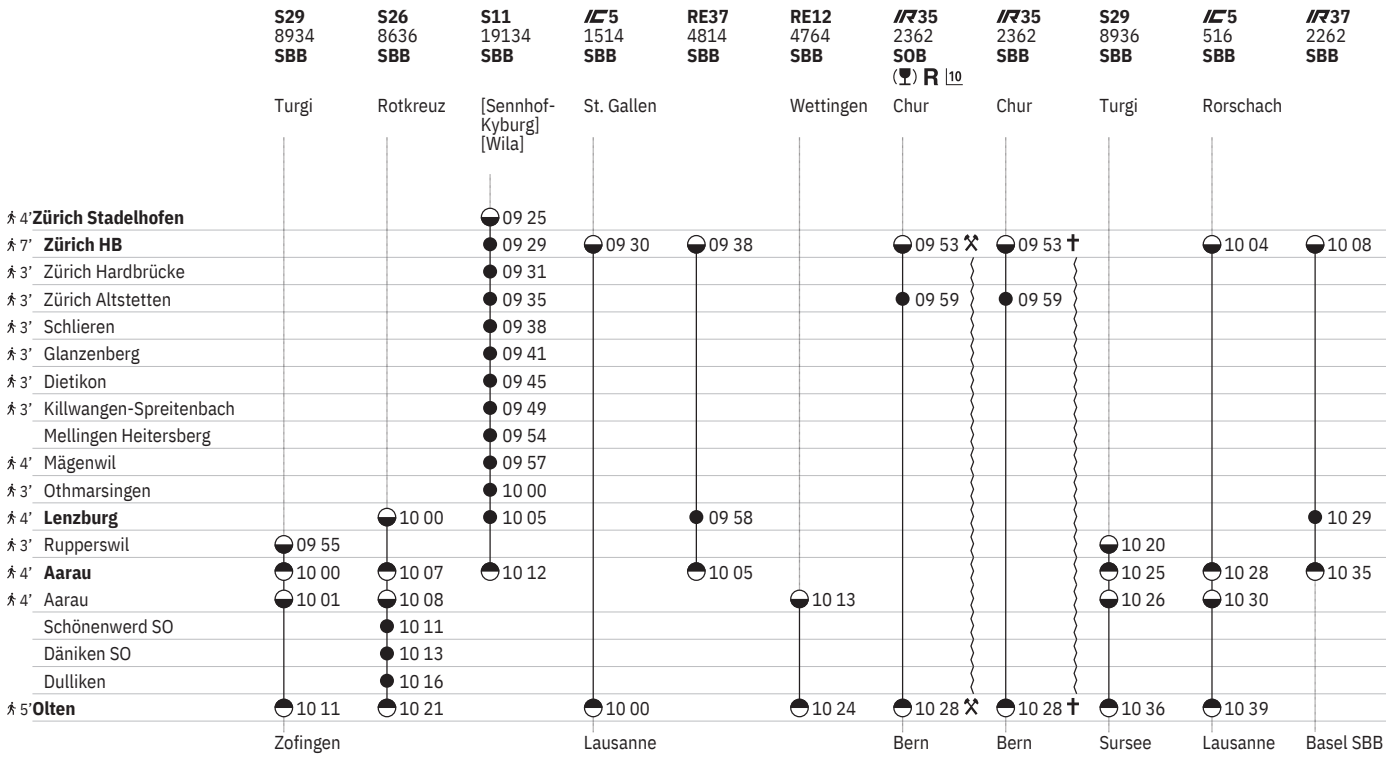 S29 S26 S11 IC5 RE37 RE12 IR35 IR35 S29 IC5 IR37
8934 8636 19134 1514 4814 4764 2362 2362 8936 516 2262
SBB SBB SBB SBB SBB SBB SOB SBB SBB SBB SBB
R 10
Turgi Rotkreuz [Sennhof- St. Gallen Wettingen Chur Chur Turgi Rorschach
Kyburg]
[Wila]
4’ Zürich Stadelhofen 09 25
7’ Zürich HB 09 29 09 30 09 38 09 53 09 53 10 04 10 08
3’ Zürich Hardbrücke 09 31
3’ Zürich Altstetten 09 35 09 59 09 59
3’ Schlieren 09 38
3’ Glanzenberg 09 41
3’ Dietikon 09 45
3’ Killwangen-Spreitenbach 09 49
Mellingen Heitersberg 09 54
4’ Mägenwil 09 57
3’ Othmarsingen 10 00
4’ Lenzburg 10 00 10 05 09 58 10 29
3’ Rupperswil 09 55 10 20
4’ Aarau 10 00 10 07 10 12 10 05 10 25 10 28 10 35
4’ Aarau 10 01 10 08 10 13 10 26 10 30
Schönenwerd SO 10 11
Däniken SO 10 13
Dulliken 10 16
5’ Olten 10 11 10 21 10 00 10 24 10 28 10 28 10 36 10 39
Zofingen Lausanne Bern Bern Sursee Lausanne Basel SBB